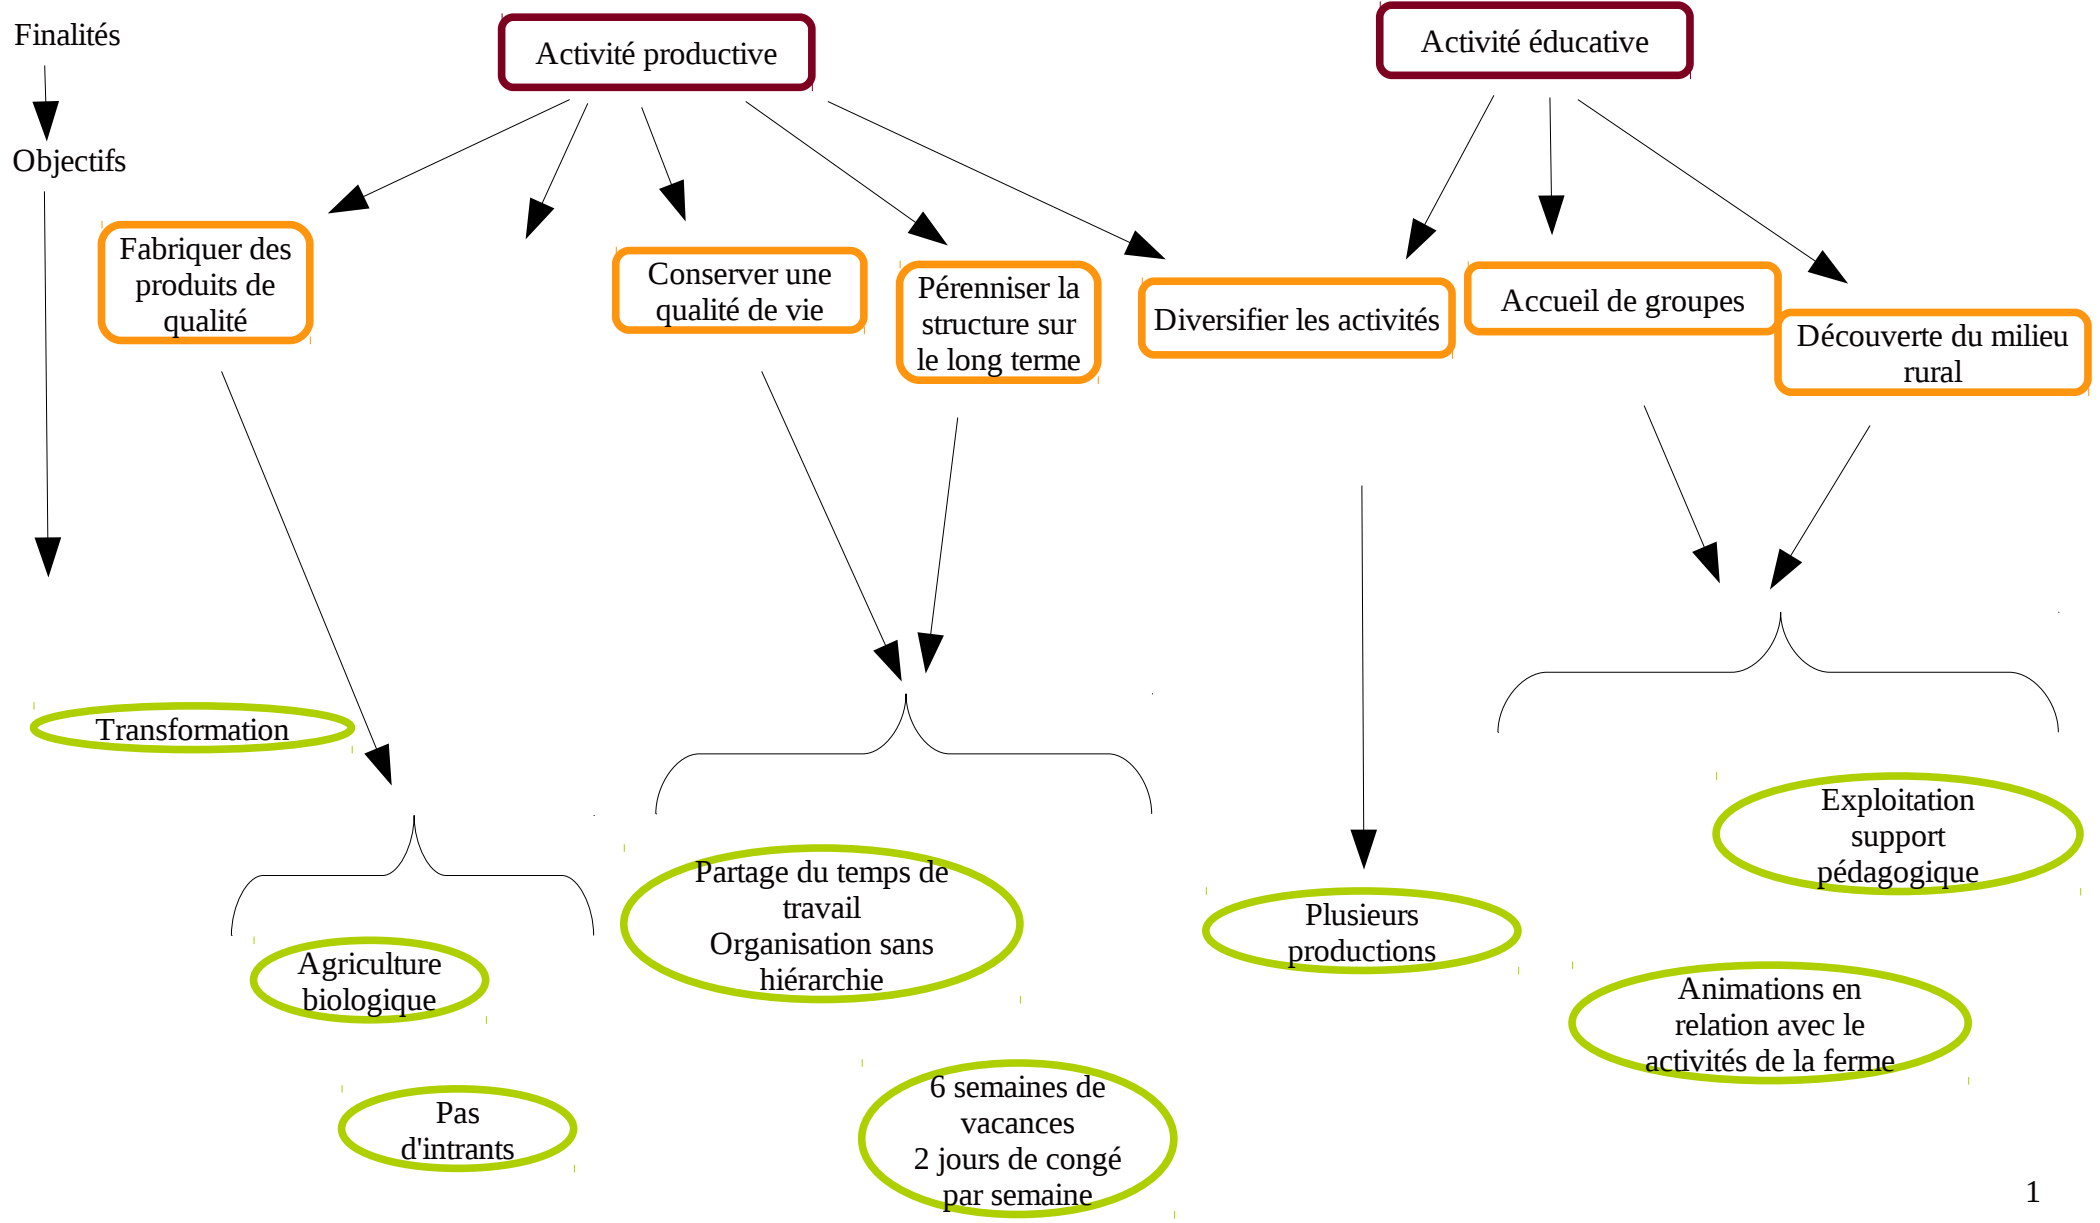 Finalités
Activité productive
Activité éducative
Objectifs
Fabriquer des
produits de
qualité
Conserver une
qualité de vie
Pérenniser la
structure sur
le long terme
Diversifier les activités
Accueil de groupes
Découverte du milieu
rural
Transformation
Agriculture
biologique
Pas
d'intrants
Partage du temps de
travail
Organisation sans
hiérarchie
6 semaines de
vacances
2 jours de congé
par semaine
Plusieurs
productions
Exploitation
support
pédagogique
Animations en
relation avec le
activités de la ferme
1